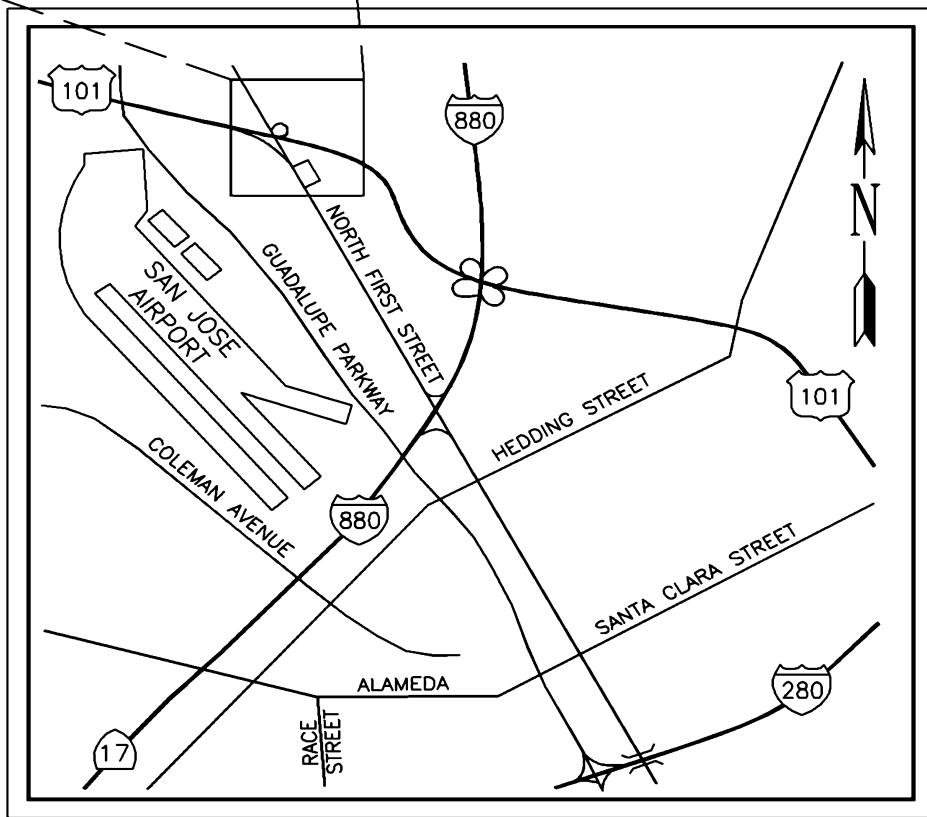 101
880
N
NORTH FIRST STREET
GUADALUPE PARKWAY
SAN JOSE
AIRPORT
101
HEDDING STREET
COLEMAN AVENUE
880
SANTA CLARA STREET
ALAMEDA
280
RACE
STREET
17